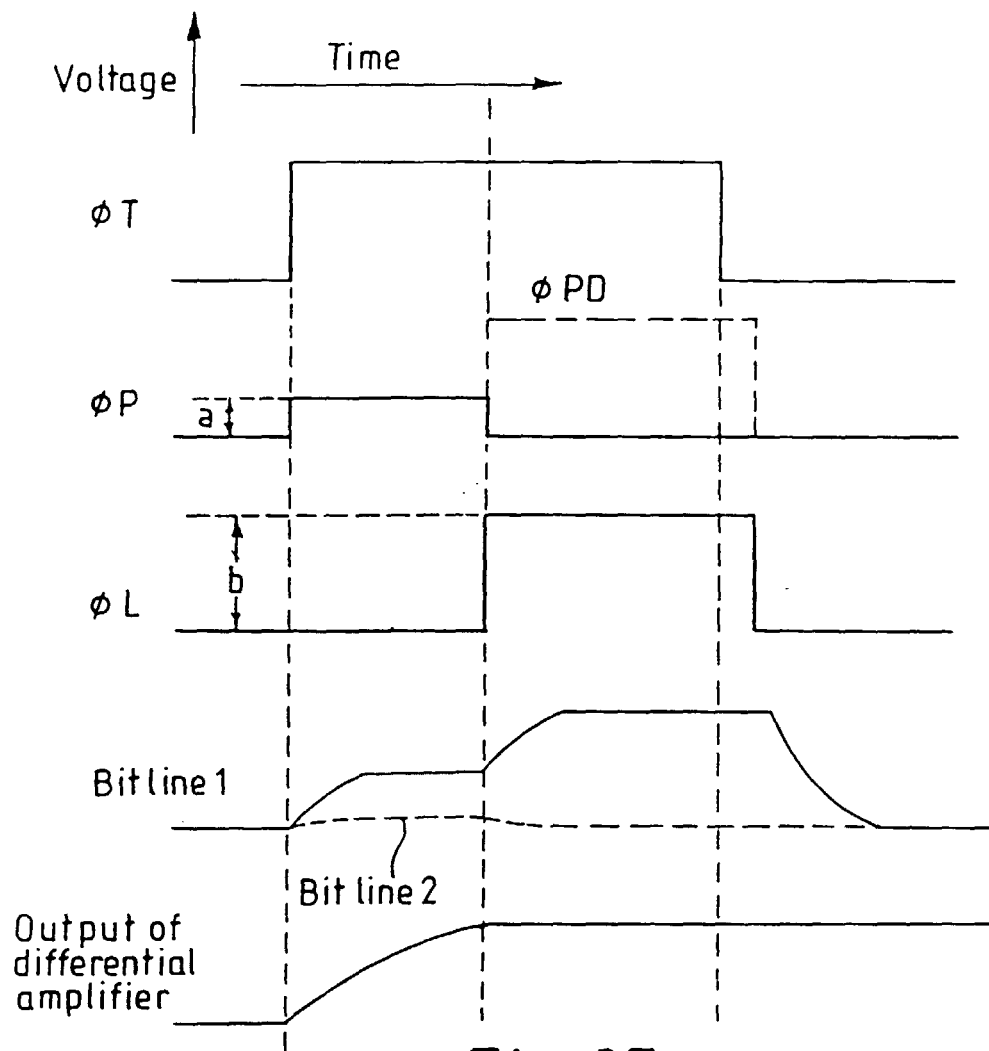 Time
Voltage
φT
φPD
φP
a
b
φL
Bit line 1
Bit line 2
Output of
differential
amplifier